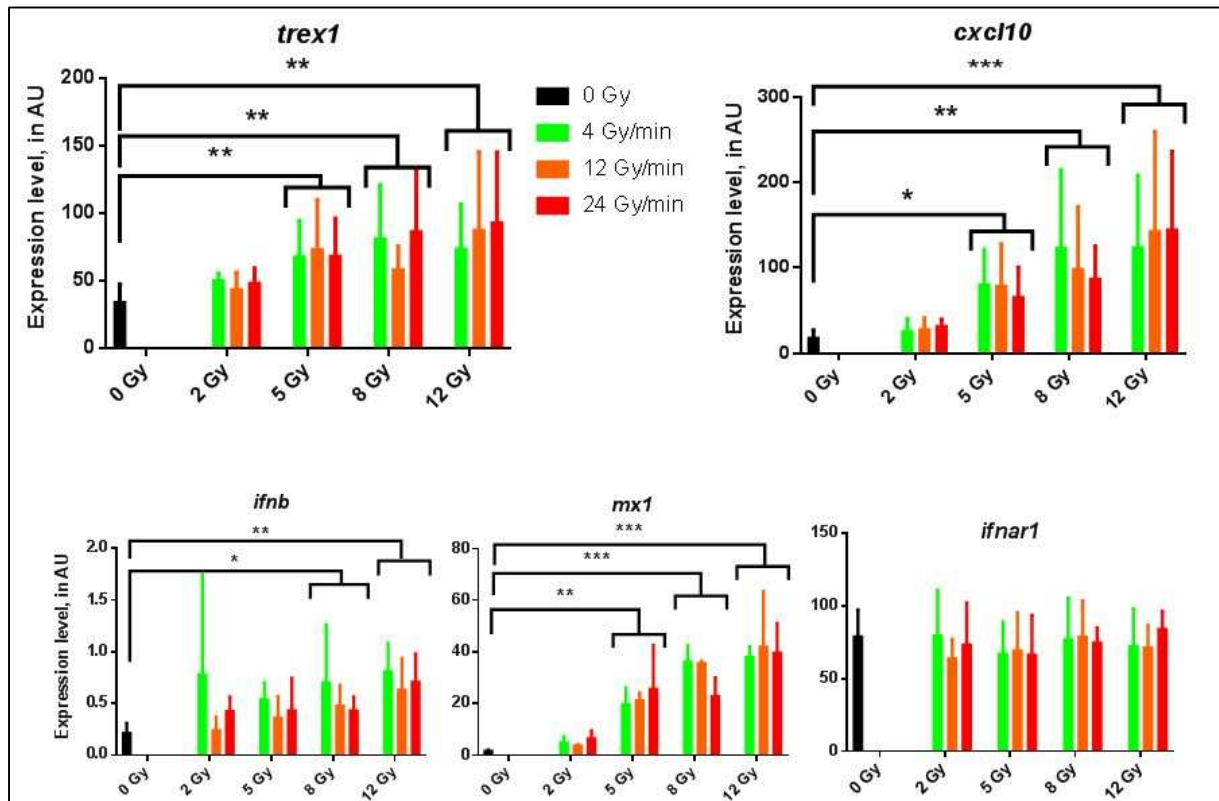 trex1
**
**
**
200
150
100
50
0
Expression level, in AU
0 Gy
2 Gy
5 Gy
8 Gy
12 Gy
0 Gy
4 Gy/min
12 Gy/min
24 Gy/min
cxcl10
***
**
*
300
200
100
0
Expression level, in AU
0 Gy
2 Gy
5 Gy
8 Gy
12 Gy
ifnb
**
*
2.0
1.5
1.0
0.5
0.0
Expression level, in AU
0 Gy
2 Gy
5 Gy
8 Gy
12 Gy
mx1
***
***
**
80
60
40
20
0
0 Gy
2 Gy
5 Gy
8 Gy
12 Gy
ifnar1
150
100
50
0
0 Gy
2 Gy
5 Gy
8 Gy
12 Gy